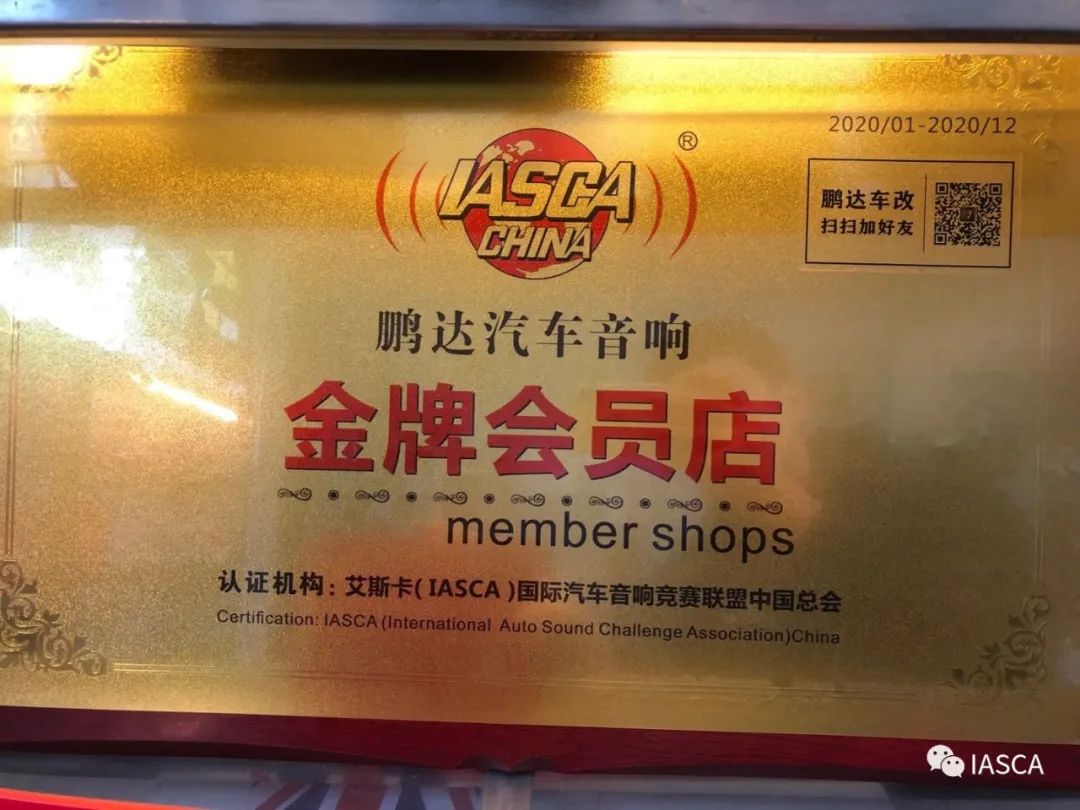 2020/01-2020/12
IASCA ®
CHINA
鹏达车改
扫扫加好友
鹏达汽车音响
金牌会员店
member shops
认证机构：艾斯卡(IASCA)国际汽车音响竞赛联盟中国总会
Certification: IASCA (International Auto Sound Challenge Association)China
IASCA